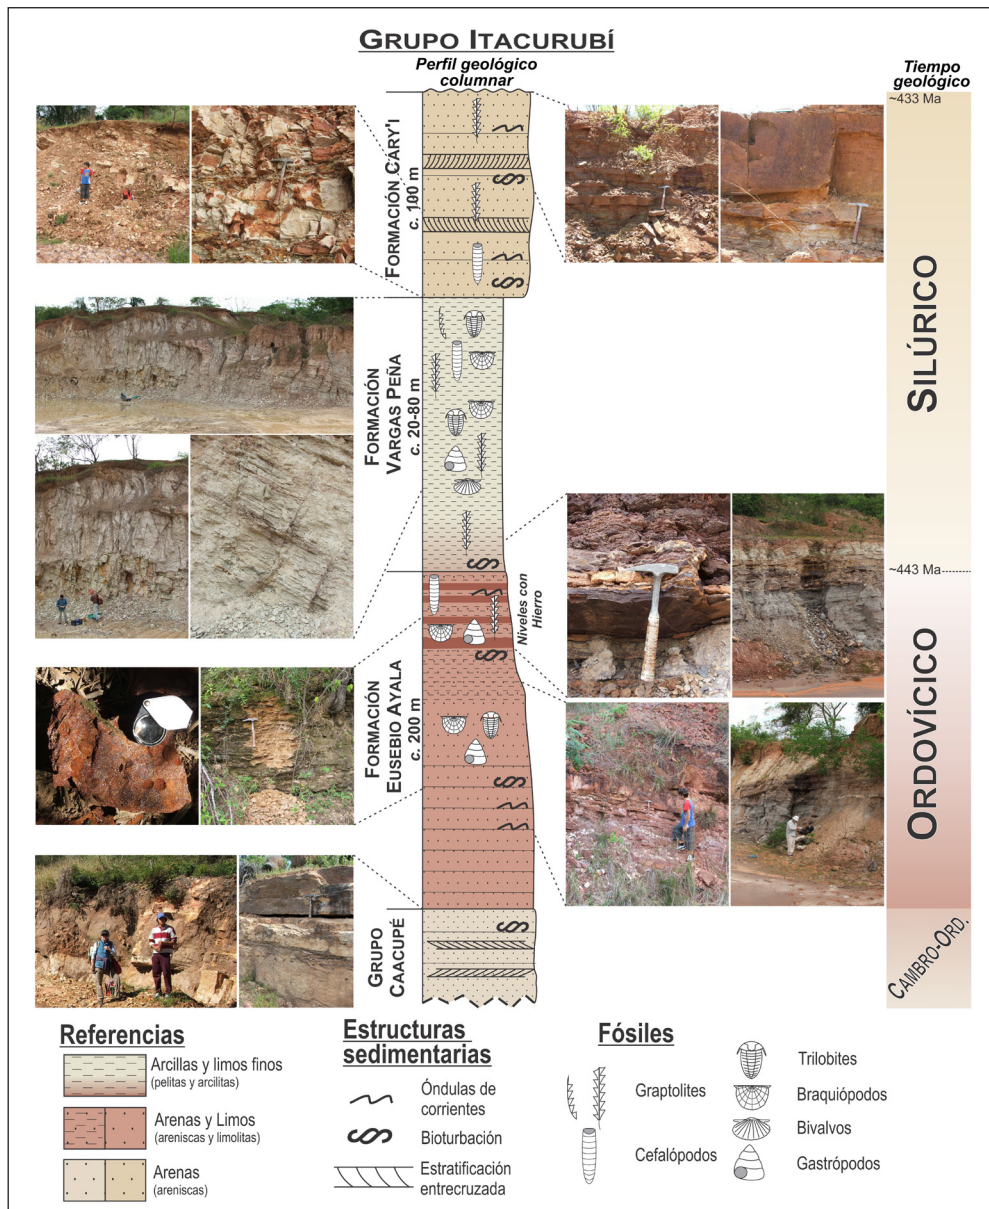 GRUPO ITACURUBÍ
Perfil geológico
columnar
Tiempo
geológico
~433 Ma
FORMACIÓN CARY'I
c. 100 m
SILÚRICO
FORMACIÓN
VARGAS PEÑA
c. 20-80 m
~443 Ma
Niveles con
Hierro
FORMACIÓN
EUSEBIO AYALA
c. 200 m
ORDOVÍCICO
GRUPO
CAACUPÉ
CAMBRO-ORD.
Referencias
Arcillas y limos finos
(pelitas y arcilitas)
Arenas y Limos
(areniscas y limolitas)
Arenas
(areniscas)
Estructuras
sedimentarias
Óndulas de
corrientes
Bioturbación
Estratificación
entrecruzada
Fósiles
Graptolites
Cefalópodos
Trilobites
Braquiópodos
Bivalvos
Gastrópodos